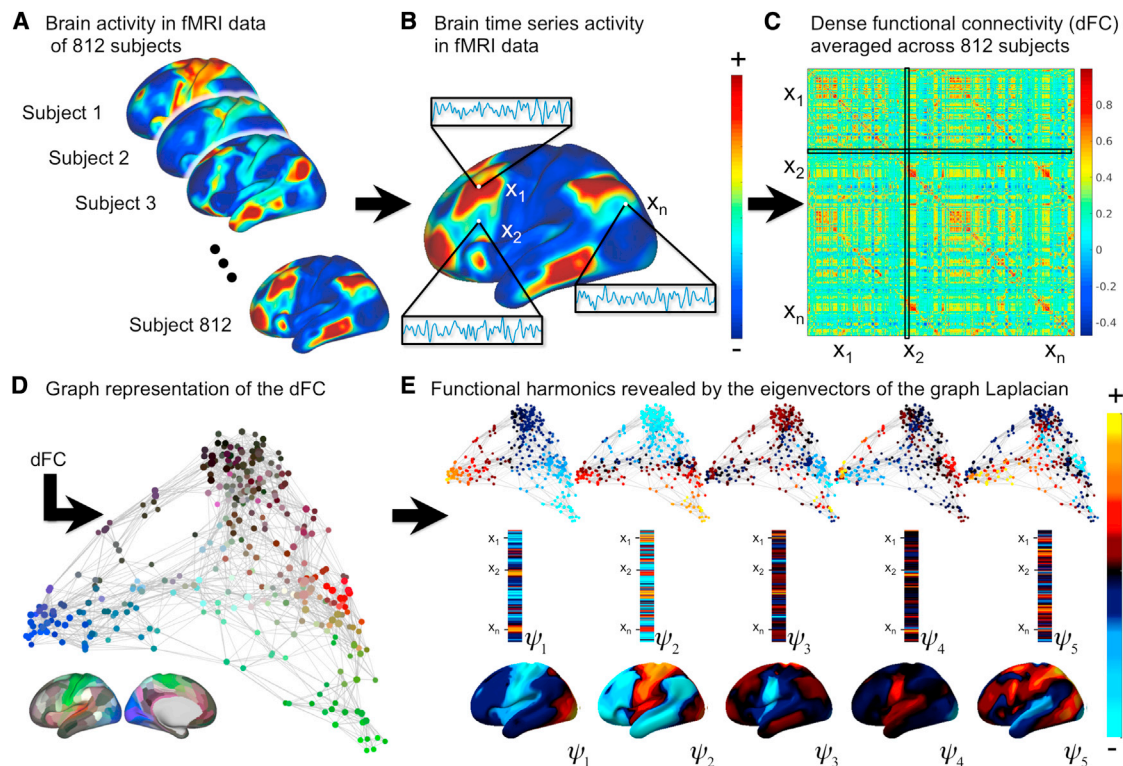 A Brain activity in fMRI data
of 812 subjects
Subject 1
Subject 2
Subject 3
Subject 812
B Brain time series activity
in fMRI data
x1
x2
xn
+
-
C Dense functional connectivity (dFC)
averaged across 812 subjects
x1
x2
xn
x1 x2 xn
0.8
0.6
0.4
0.2
0
-0.2
-0.4
D Graph representation of the dFC
dFC
E Functional harmonics revealed by the eigenvectors of the graph Laplacian
x1
x2
xn
ψ1
x1
x2
xn
ψ2
x1
x2
xn
ψ3
x1
x2
xn
ψ4
x1
x2
xn
ψ5
ψ1 ψ2 ψ3 ψ4 ψ5
+
-